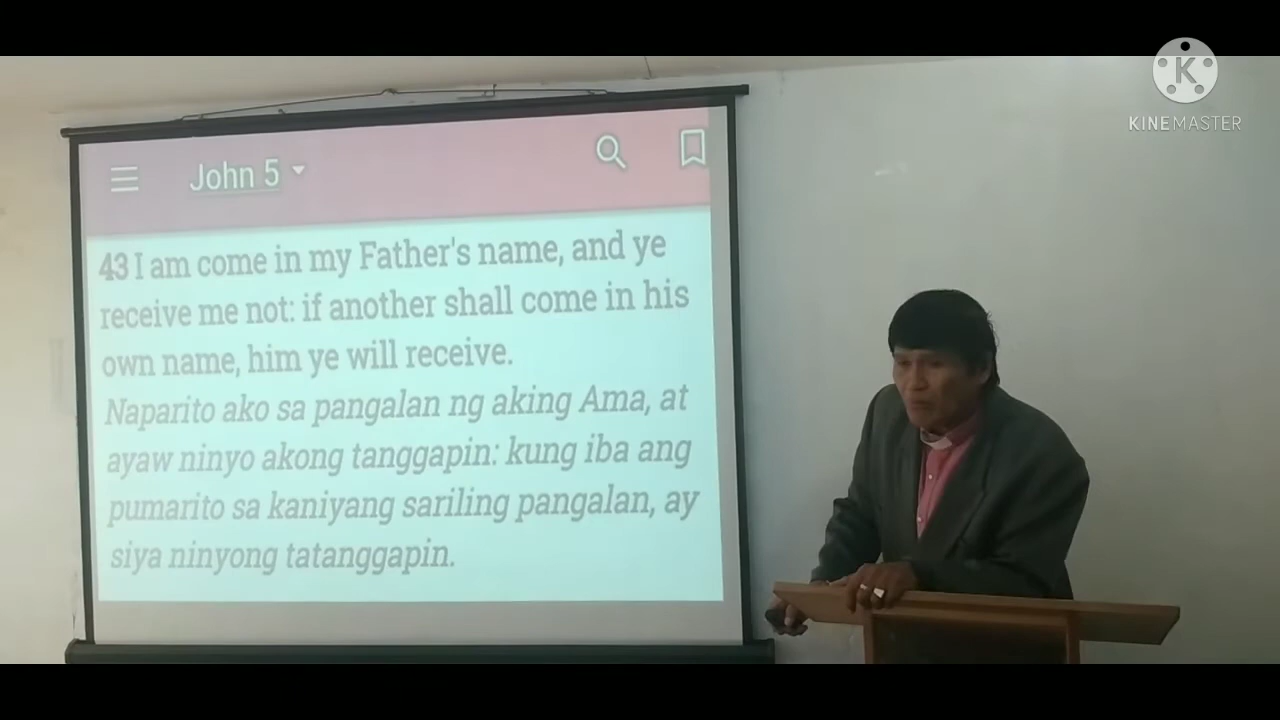 John 5
43 I am come in my Father's name, and ye
receive me not: if another shall come in his
own name, him ye will receive.
Naparito ako sa pangalan ng aking Ama, at
ayaw ninyo akong tanggapin: kung iba ang
pumarito sa kaniyang sariling pangalan, ay
siya ninyong tatanggapin.
K
KINEMASTER